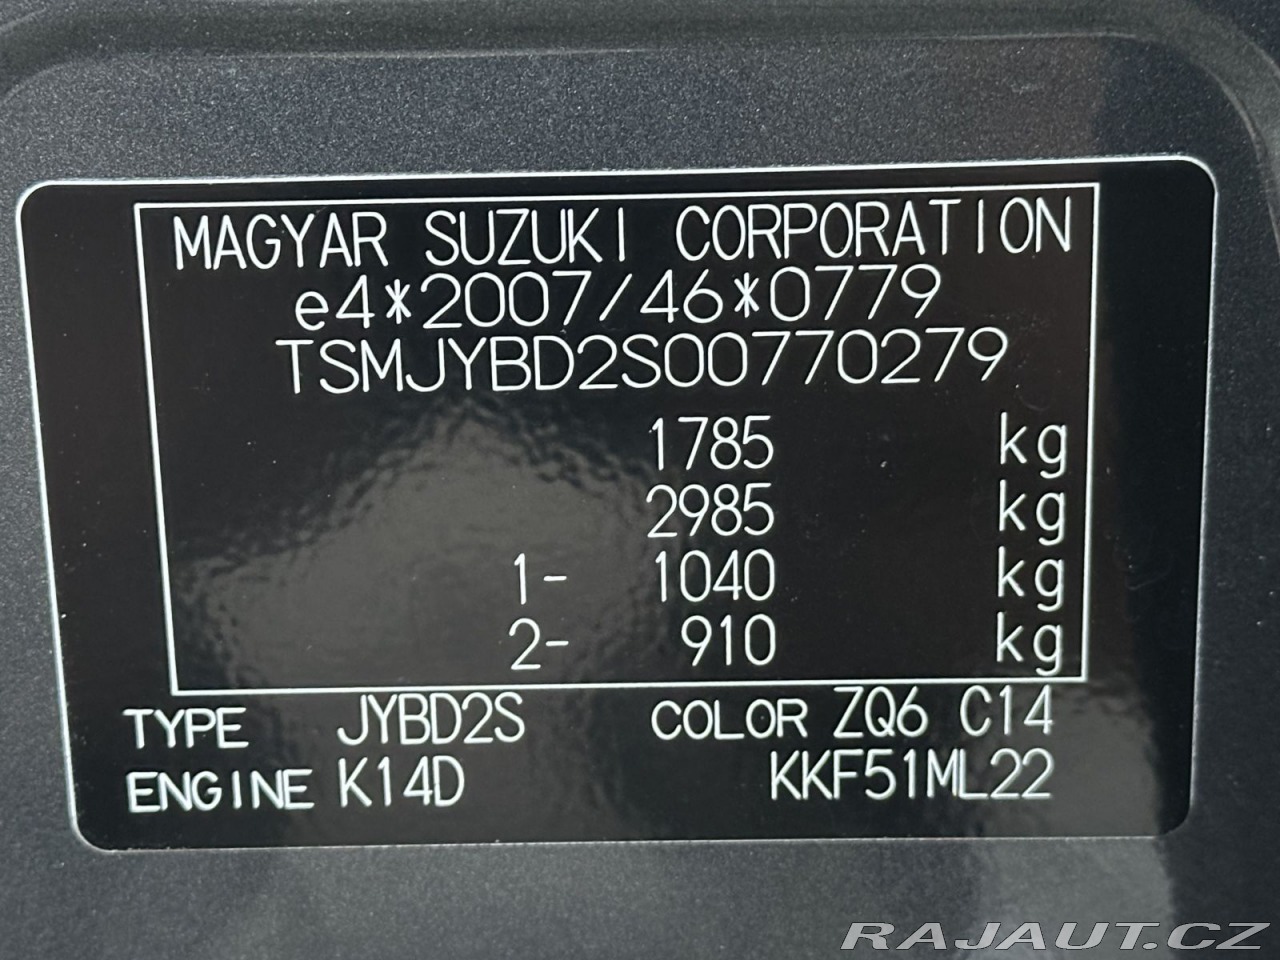 MAGYAR SUZUKI CORPORATION
e4*2007/46*0779
TSMJYBD2S00770279
1785 kg
2985 kg
1- 1040 kg
2- 910 kg
TYPE JYBD2S COLOR ZQ6 C14
ENGINE K14D KKF51ML22
RAJAUT.CZ